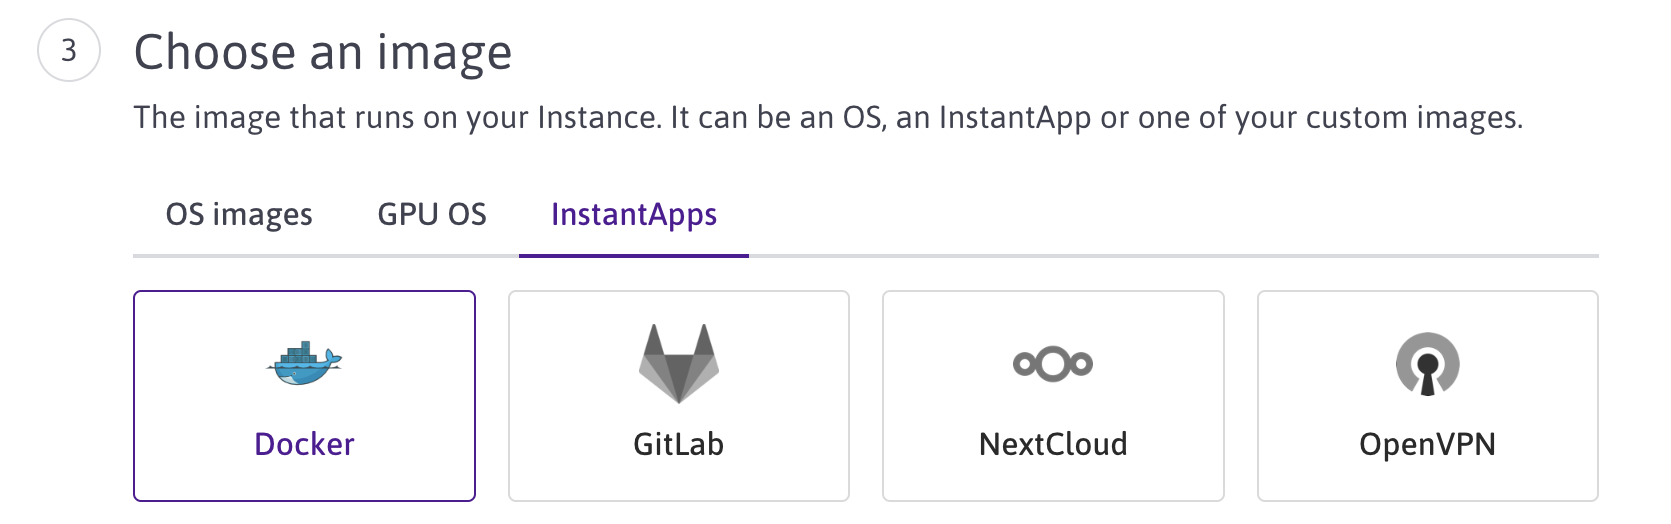 3
Choose an image
The image that runs on your Instance. It can be an OS, an InstantApp or one of your custom images.
OS images GPU OS InstantApps
Docker GitLab NextCloud OpenVPN